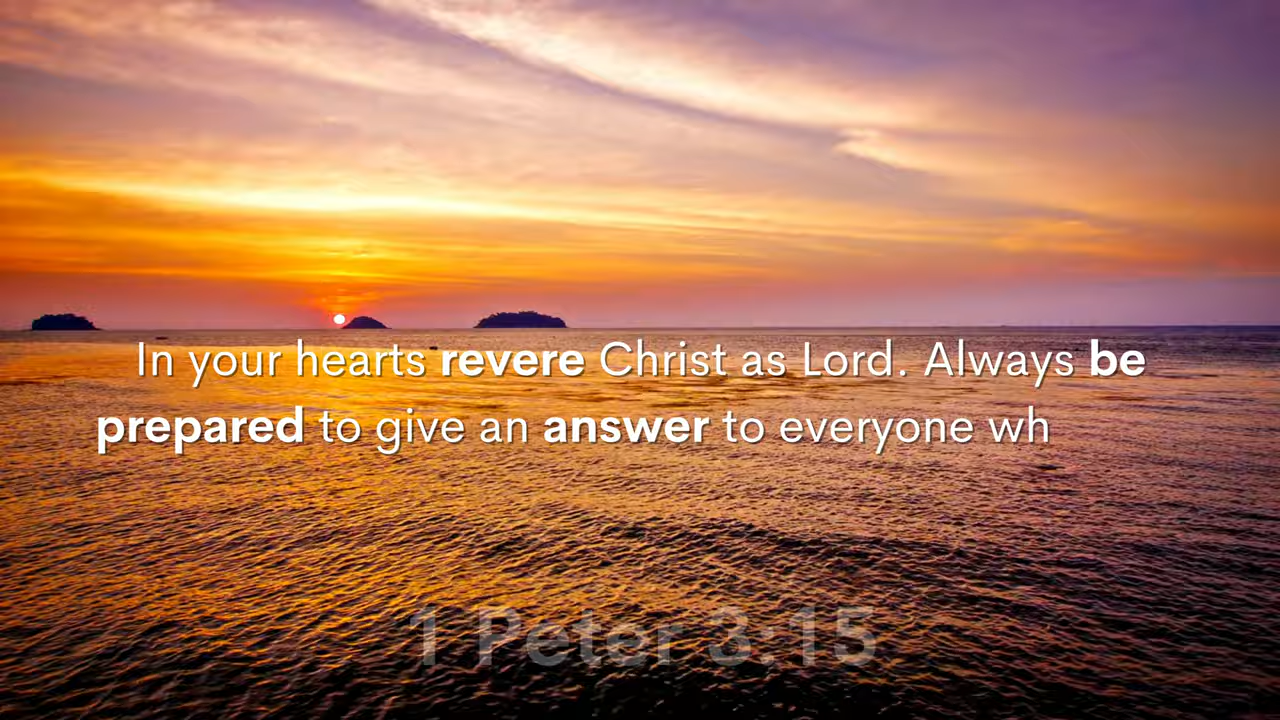 In your hearts revere Christ as Lord. Always be
prepared to give an answer to everyone wh
1 Peter 3:15